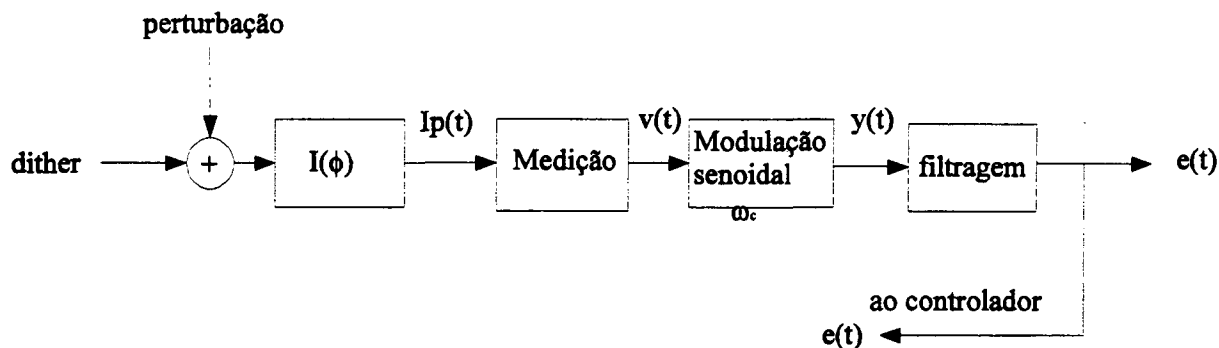 perturbação
dither
+
I(ϕ)
Ip(t)
Medição
v(t)
Modulação
senoidal
ωc
y(t)
filtragem
e(t)
ao controlador
e(t)